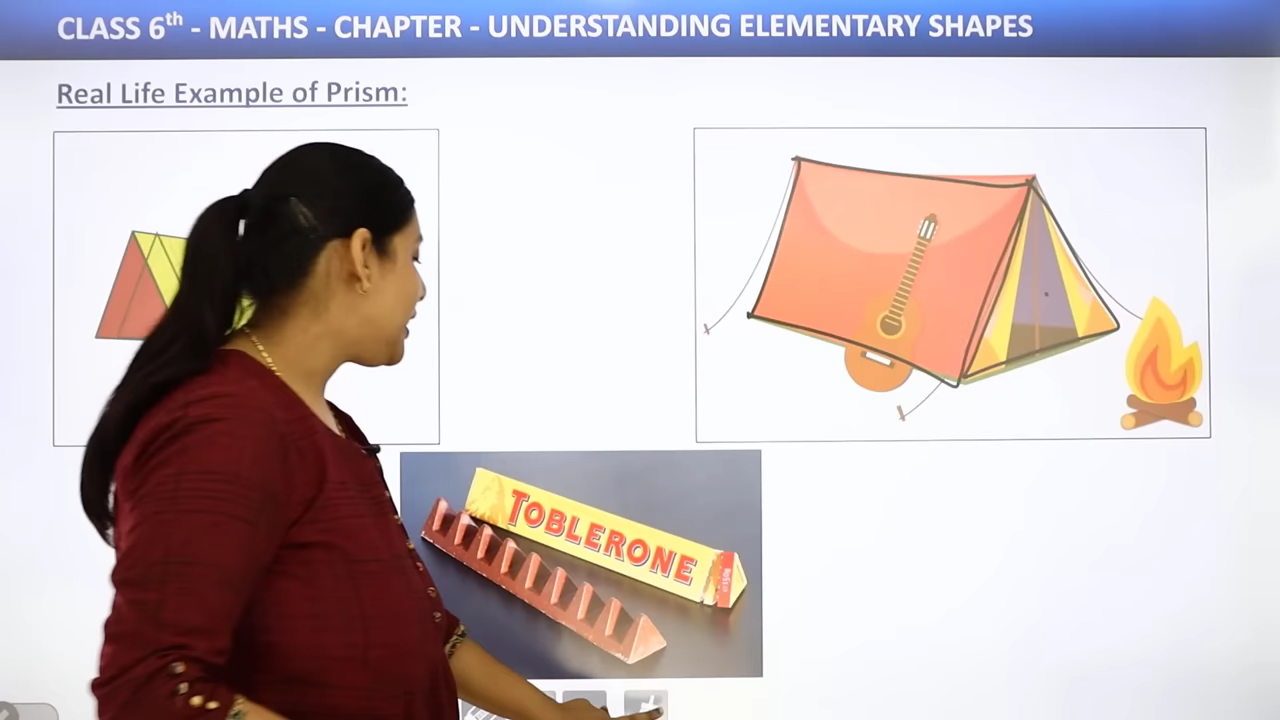 CLASS 6th - MATHS - CHAPTER - UNDERSTANDING ELEMENTARY SHAPES
Real Life Example of Prism:
TOBLERONE